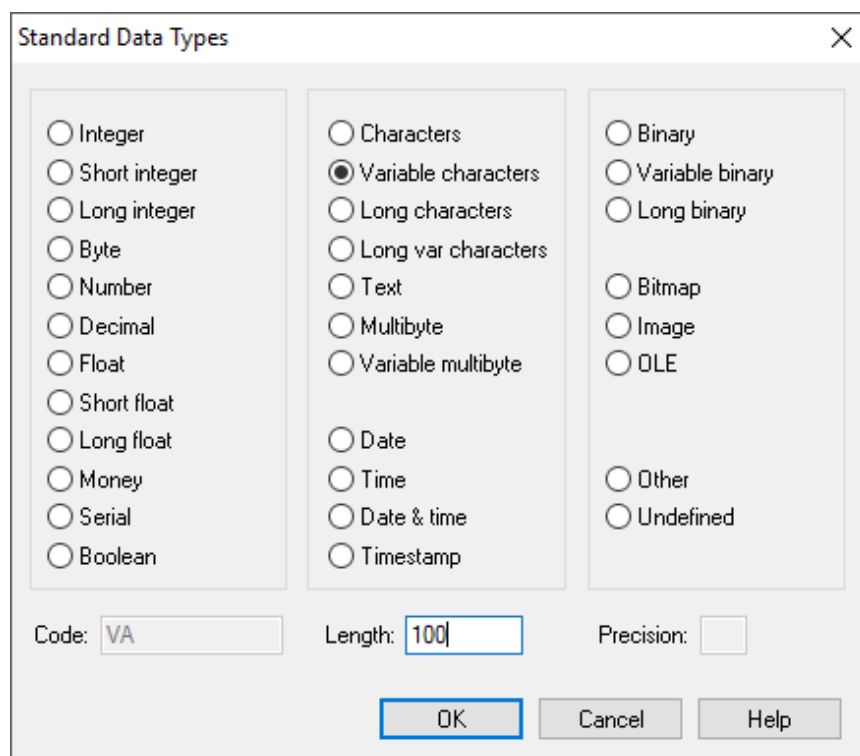 Standard Data Types
Integer
Short integer
Long integer
Byte
Number
Decimal
Float
Short float
Long float
Money
Serial
Boolean
Characters
Variable characters
Long characters
Long var characters
Text
Multibyte
Variable multibyte
Date
Time
Date & time
Timestamp
Binary
Variable binary
Long binary
Bitmap
Image
OLE
Other
Undefined
Code: VA Length: 100 Precision:
OK Cancel Help